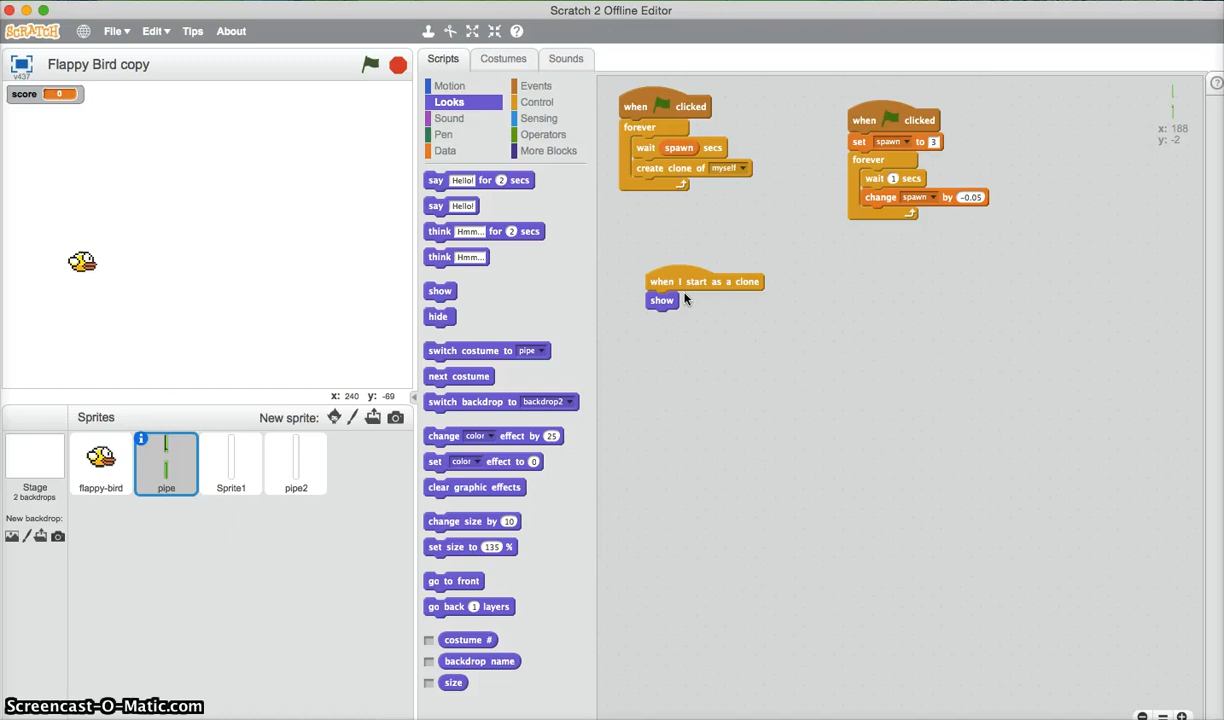 Scratch 2 Offline Editor
SCRATCH File▼ Edit▼ Tips About
v437
Flappy Bird copy
score 0
x: 240 y: -69
Sprites New sprite:
Stage
2 backdrops
New backdrop:
flappy-bird
pipe
Sprite1
pipe2
Scripts Costumes Sounds
Motion
Looks
Sound
Pen
Data
Events
Control
Sensing
Operators
More Blocks
say Hello! for 2 secs
say Hello!
think Hmm... for 2 secs
think Hmm...
show
hide
switch costume to pipe
next costume
switch backdrop to backdrop2
change color effect by 25
set color effect to 0
clear graphic effects
change size by 10
set size to 135 %
go to front
go back 1 layers
costume #
backdrop name
size
when clicked
forever
wait spawn secs
create clone of myself
when clicked
set spawn to 3
forever
wait 1 secs
change spawn by -0.05
when I start as a clone
show
x: 188
y: -2
Screencast-O-Matic.com